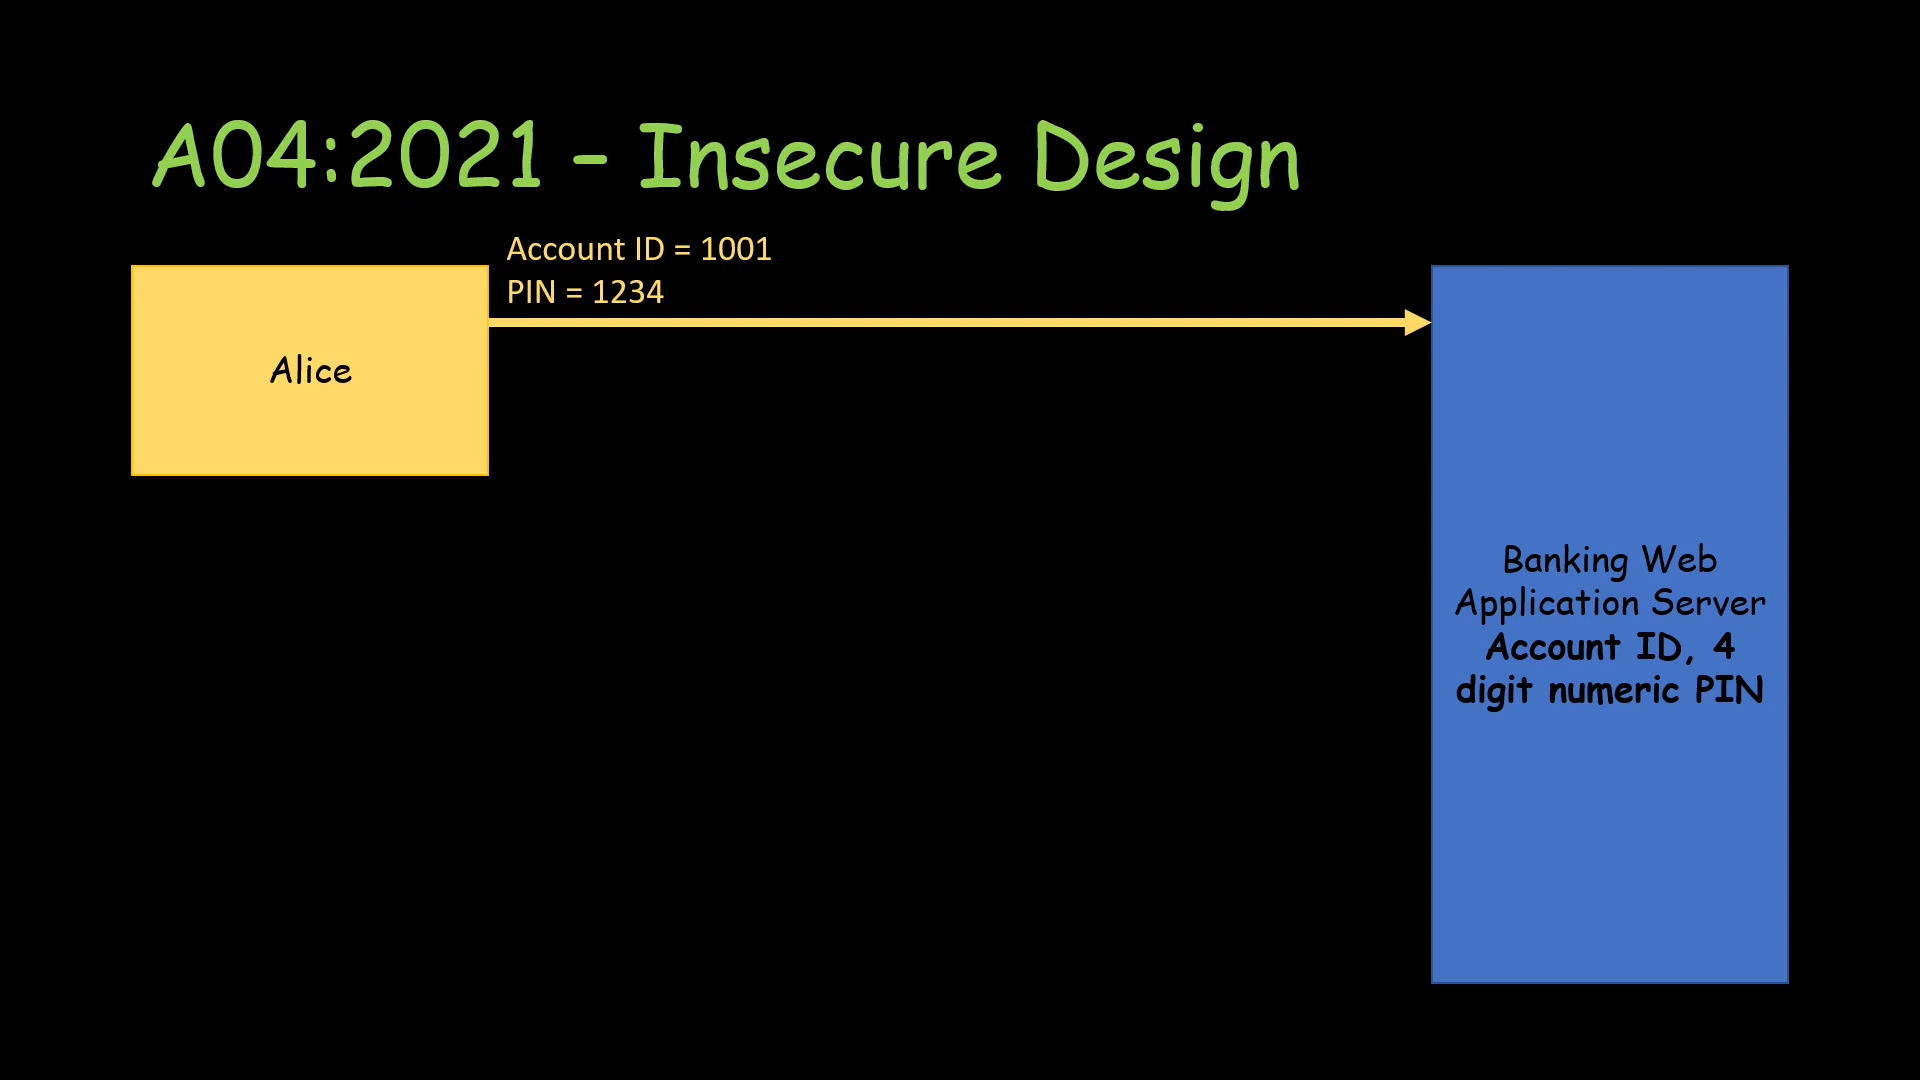 A04:2021 – Insecure Design
Account ID = 1001
PIN = 1234
Alice
Banking Web
Application Server
Account ID, 4
digit numeric PIN